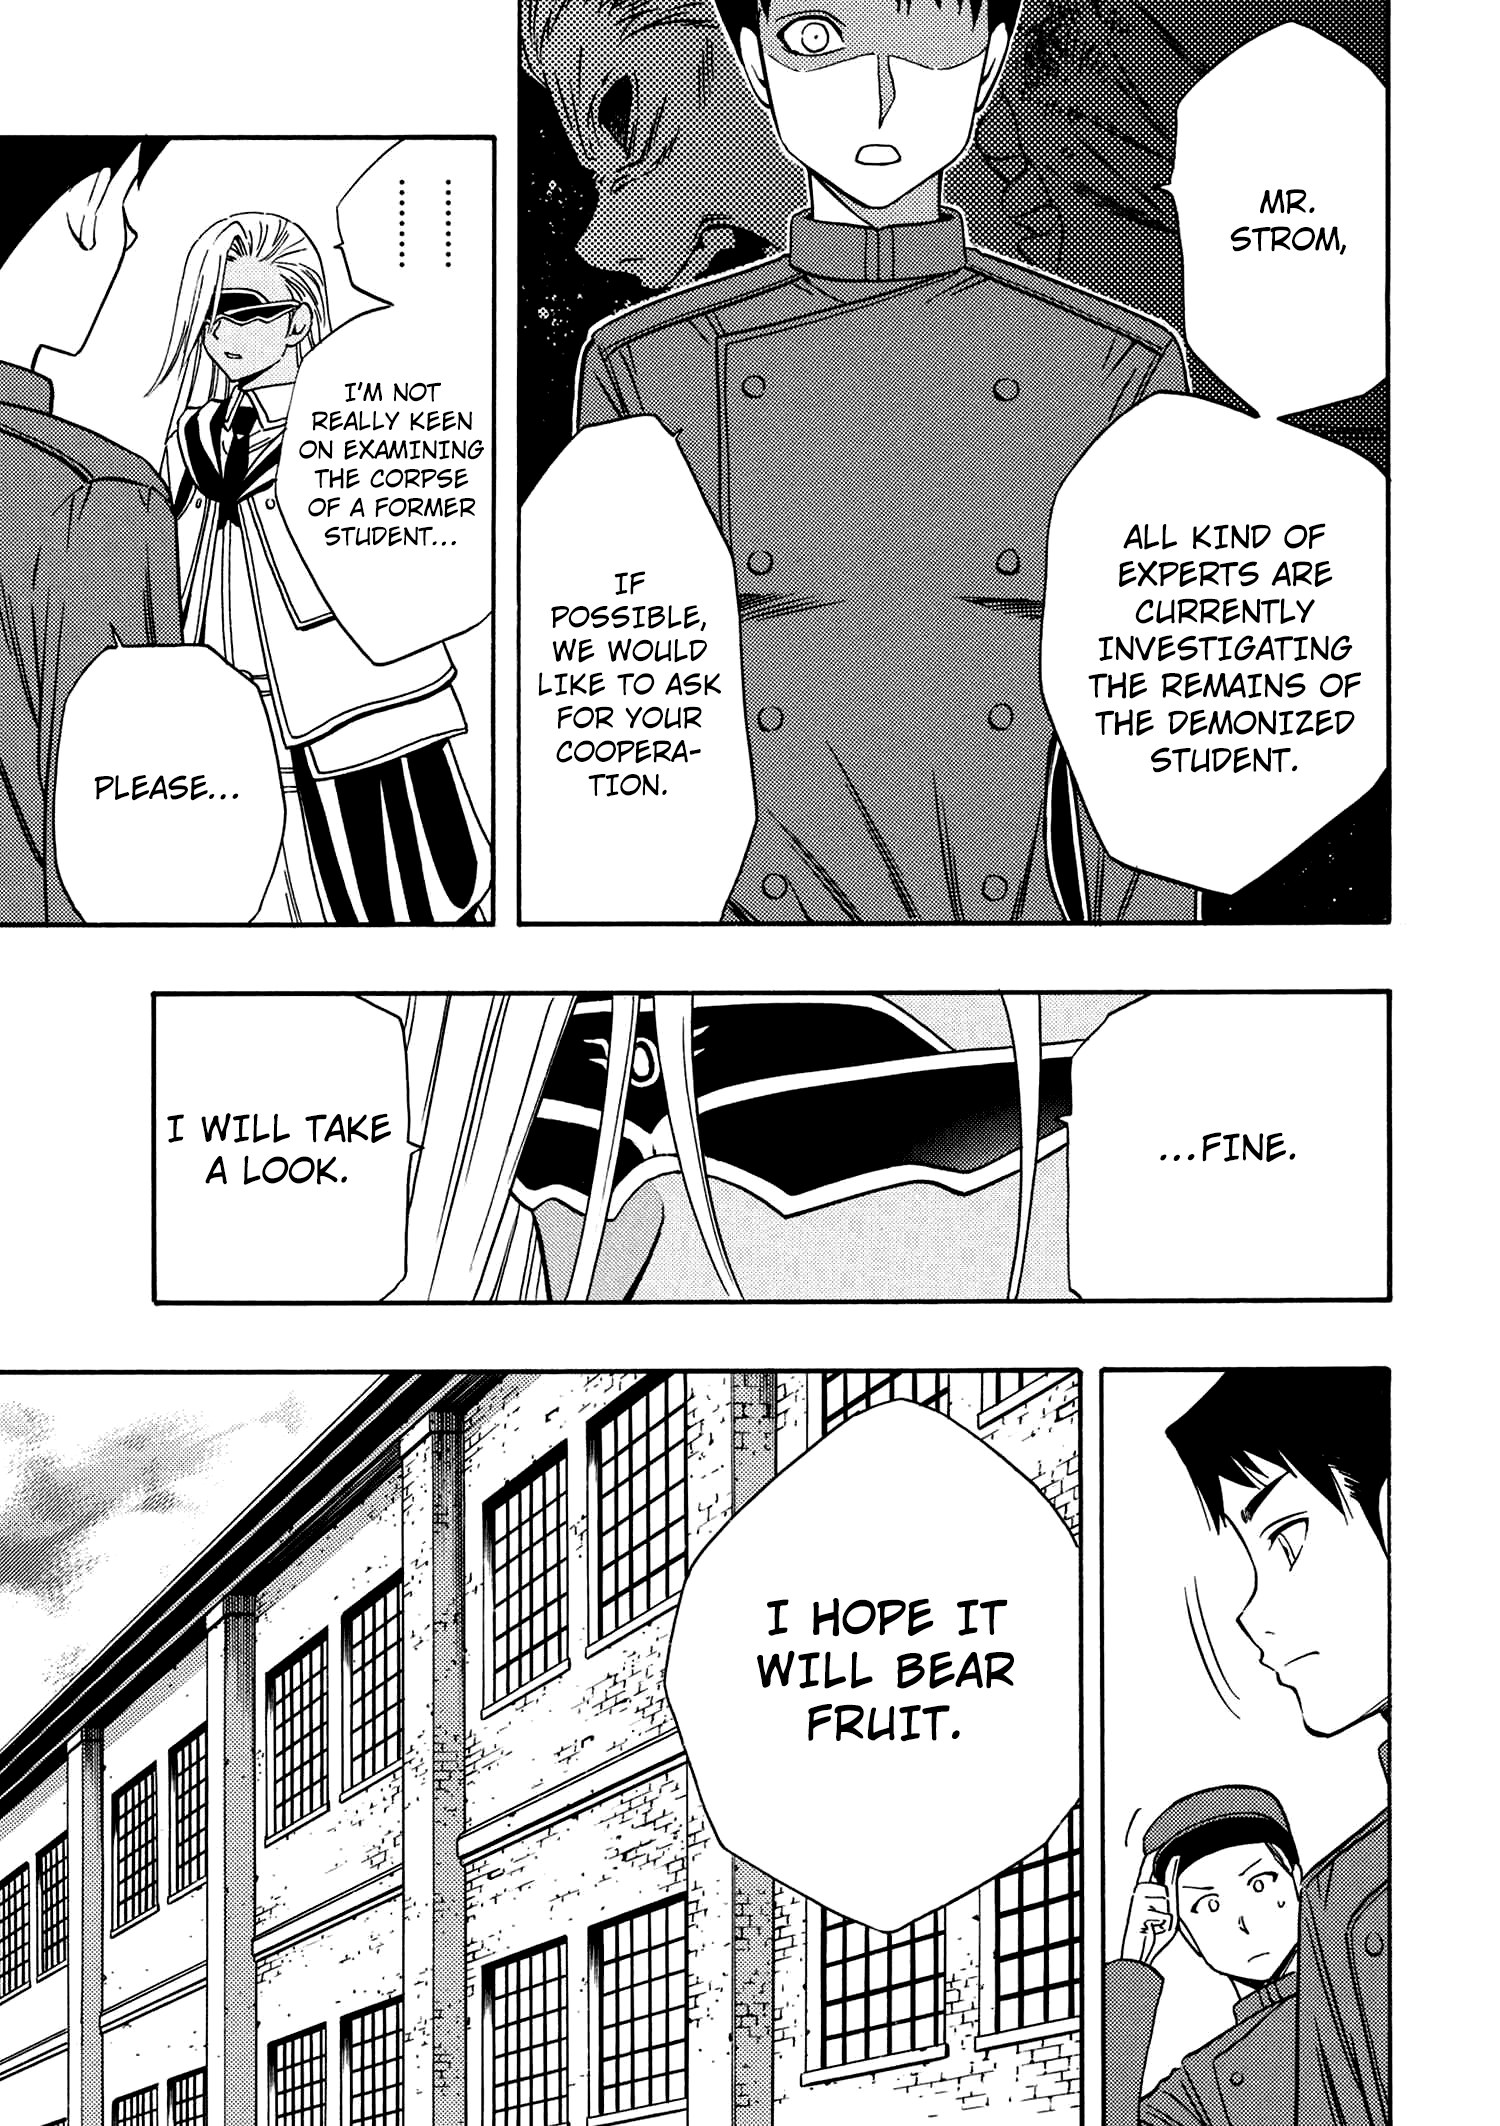 MR.
STROM,
ALL KIND OF
EXPERTS ARE
CURRENTLY
INVESTIGATING
THE REMAINS OF
THE DEMONIZED
STUDENT.
IF
POSSIBLE,
WE WOULD
LIKE TO ASK
FOR YOUR
COOPERA-
TION.
I'M NOT
REALLY KEEN
ON EXAMINING
THE CORPSE
OF A FORMER
STUDENT...
PLEASE...
...FINE.
I WILL TAKE
A LOOK.
I HOPE IT
WILL BEAR
FRUIT.